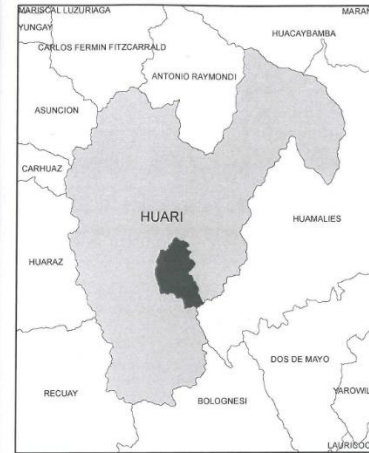 MARISCAL LUZURIAGA
YUNGAY
CARLOS FERMIN FITZCARRALD
HUACAYBAMBA
ANTONIO RAYMONDI
ASUNCION
CARHUAZ
HUARI
HUAMALIES
HUARAZ
DOS DE MAYO
RECUAY
BOLOGNESI